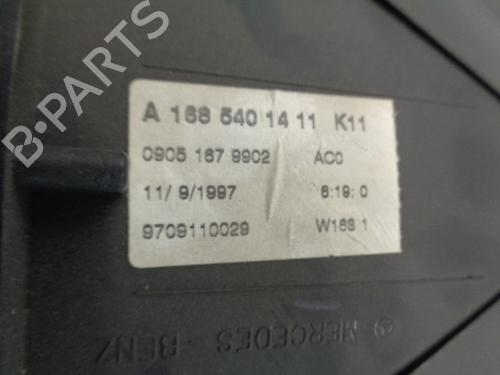 A 168 540 14 11 K11
0905 167 9902 AC0
11/ 9/1997 6:19: 0
9709110029 W168 1
MERCEDES - BENZ
B-PARTS
B-PARTS